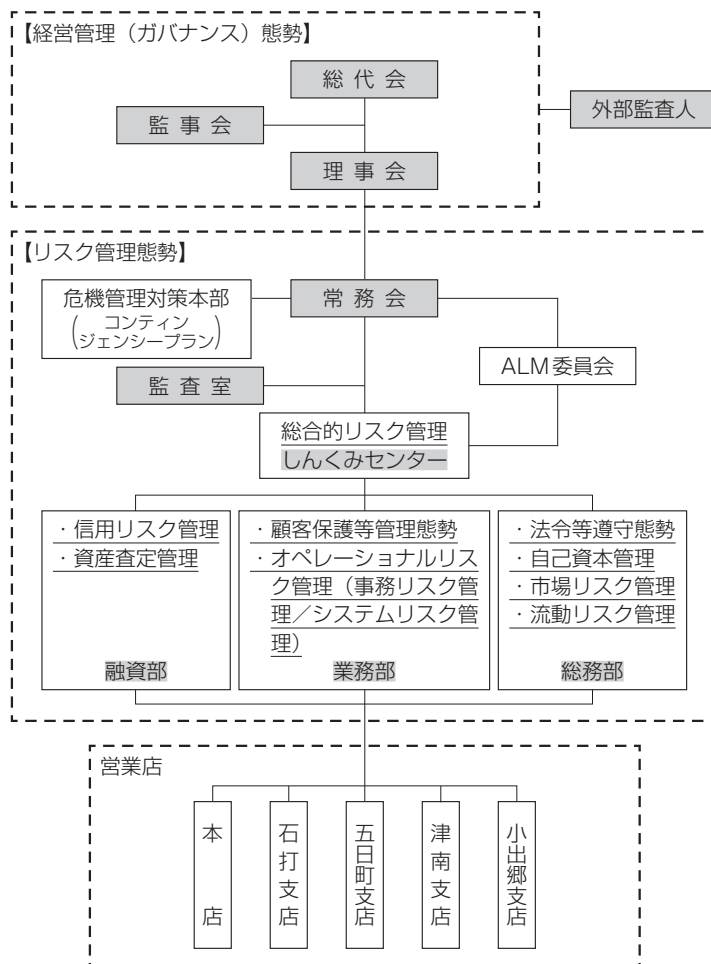 【経営管理（ガバナンス）態勢】
総代会
監事会
外部監査人
理事会
【リスク管理態勢】
危機管理対策本部
（コンティン
ジェンシープラン）
常務会
ALM委員会
監査室
総合的リスク管理
しんくみセンター
・信用リスク管理
・資産査定管理
融資部
・顧客保護等管理態勢
・オペレーショナルリス
ク管理（事務リスク管
理／システムリスク管
理）
業務部
・法令等遵守態勢
・自己資本管理
・市場リスク管理
・流動リスク管理
総務部
営業店
本店
石打支店
五日町支店
津南支店
小出郷支店